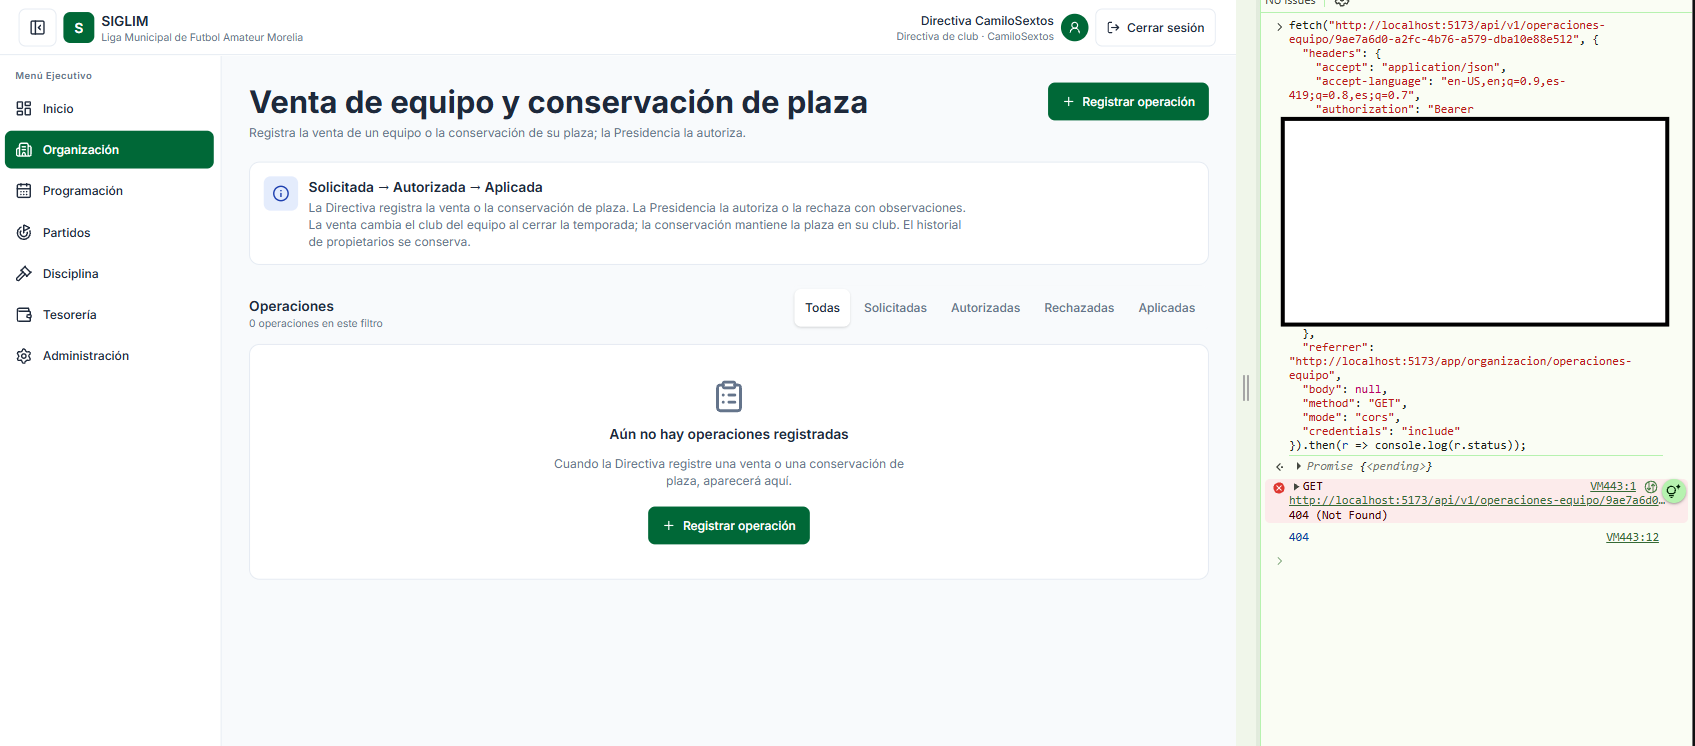 SIGLIM
Liga Municipal de Futbol Amateur Morelia
S
Directiva CamiloSextos
Directiva de club · CamiloSextos
Cerrar sesión
Menú Ejecutivo
Inicio
Organización
Programación
Partidos
Disciplina
Tesorería
Administración
Venta de equipo y conservación de plaza
Registra la venta de un equipo o la conservación de su plaza; la Presidencia la autoriza.
+ Registrar operación
Solicitada → Autorizada → Aplicada
La Directiva registra la venta o la conservación de plaza. La Presidencia la autoriza o la rechaza con observaciones.
La venta cambia el club del equipo al cerrar la temporada; la conservación mantiene la plaza en su club. El historial
de propietarios se conserva.
Operaciones
0 operaciones en este filtro
Todas Solicitadas Autorizadas Rechazadas Aplicadas
Aún no hay operaciones registradas
Cuando la Directiva registre una venta o una conservación de
plaza, aparecerá aquí.
+ Registrar operación
No Issues
fetch("http://localhost:5173/api/v1/operaciones-
equipo/9ae7a6d0-a2fc-4b76-a579-dba10e88e512", {
"headers": {
"accept": "application/json",
"accept-language": "en-US,en;q=0.9,es-
419;q=0.8,es;q=0.7",
"authorization": "Bearer
},
"referrer":
"http://localhost:5173/app/organizacion/operaciones-
equipo",
"body": null,
"method": "GET",
"mode": "cors",
"credentials": "include"
}).then(r => console.log(r.status));
Promise {<pending>}
GET VM443:1
http://localhost:5173/api/v1/operaciones-equipo/9ae7a6d0…
404 (Not Found)
404 VM443:12